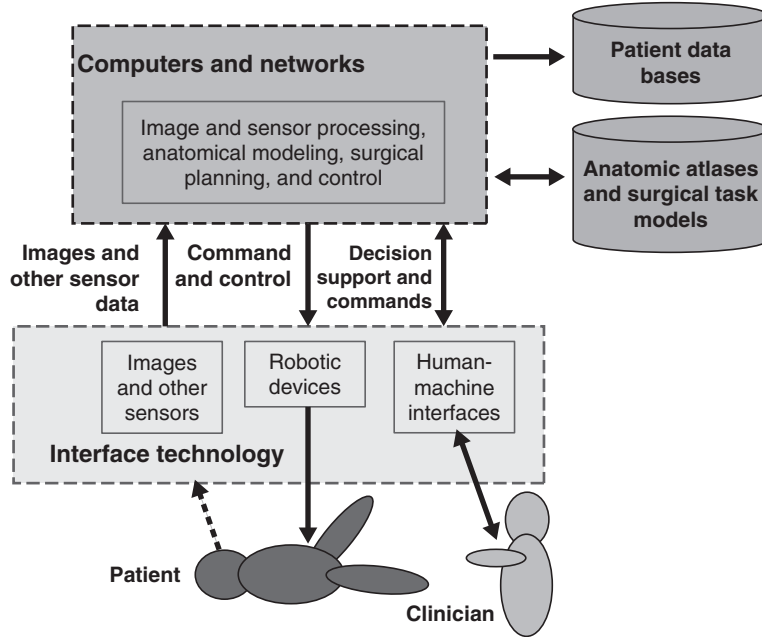 Computers and networks
Image and sensor processing,
anatomical modeling, surgical
planning, and control
Patient data
bases
Anatomic atlases
and surgical task
models
Images and
other sensor
data
Command
and control
Decision
support and
commands
Images
and other
sensors
Robotic
devices
Human-
machine
interfaces
Interface technology
Patient
Clinician